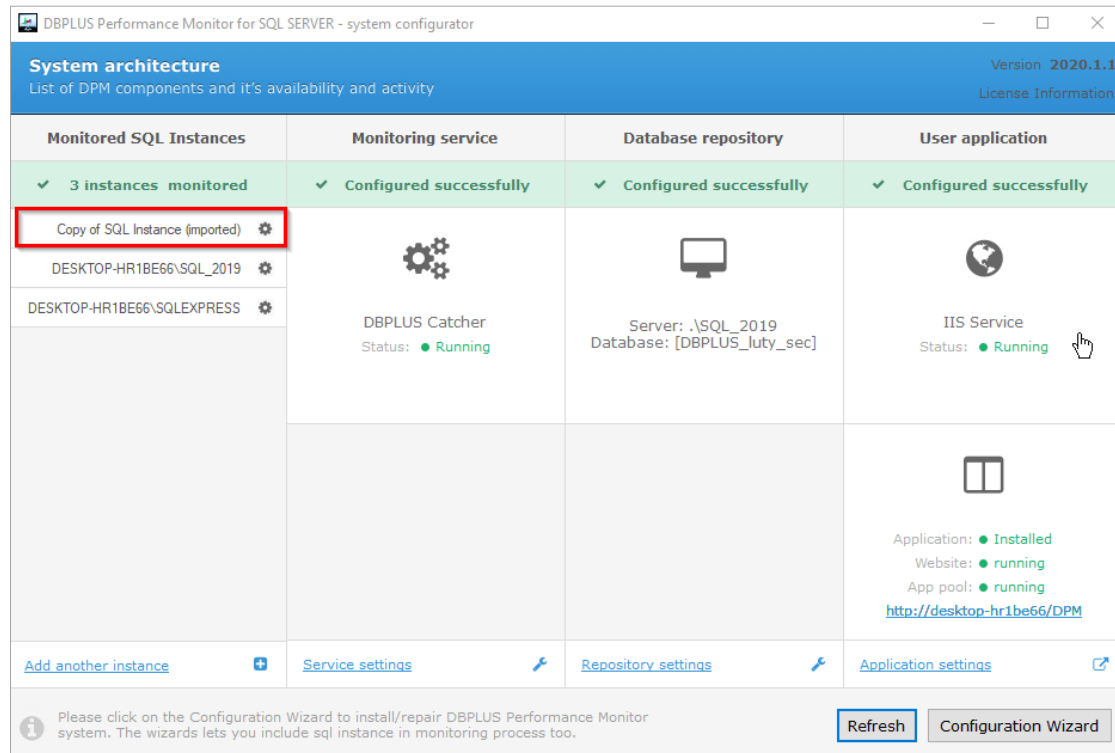 DBPLUS Performance Monitor for SQL SERVER - system configurator
System architecture
List of DPM components and it's availability and activity
Version 2020.1.1
License Information
Monitored SQL Instances
Monitoring service
Database repository
User application
3 instances monitored
Configured successfully
Configured successfully
Configured successfully
Copy of SQL Instance (imported)
DESKTOP-HR1BE66\SQL_2019
DESKTOP-HR1BE66\SQLEXPRESS
DBPLUS Catcher
Status: Running
Server: .\SQL_2019
Database: [DBPLUS_luty_sec]
IIS Service
Status: Running
Application: Installed
Website: running
App pool: running
http://desktop-hr1be66/DPM
Add another instance
Service settings
Repository settings
Application settings
Please click on the Configuration Wizard to install/repair DBPLUS Performance Monitor
system. The wizards lets you include sql instance in monitoring process too.
Refresh
Configuration Wizard